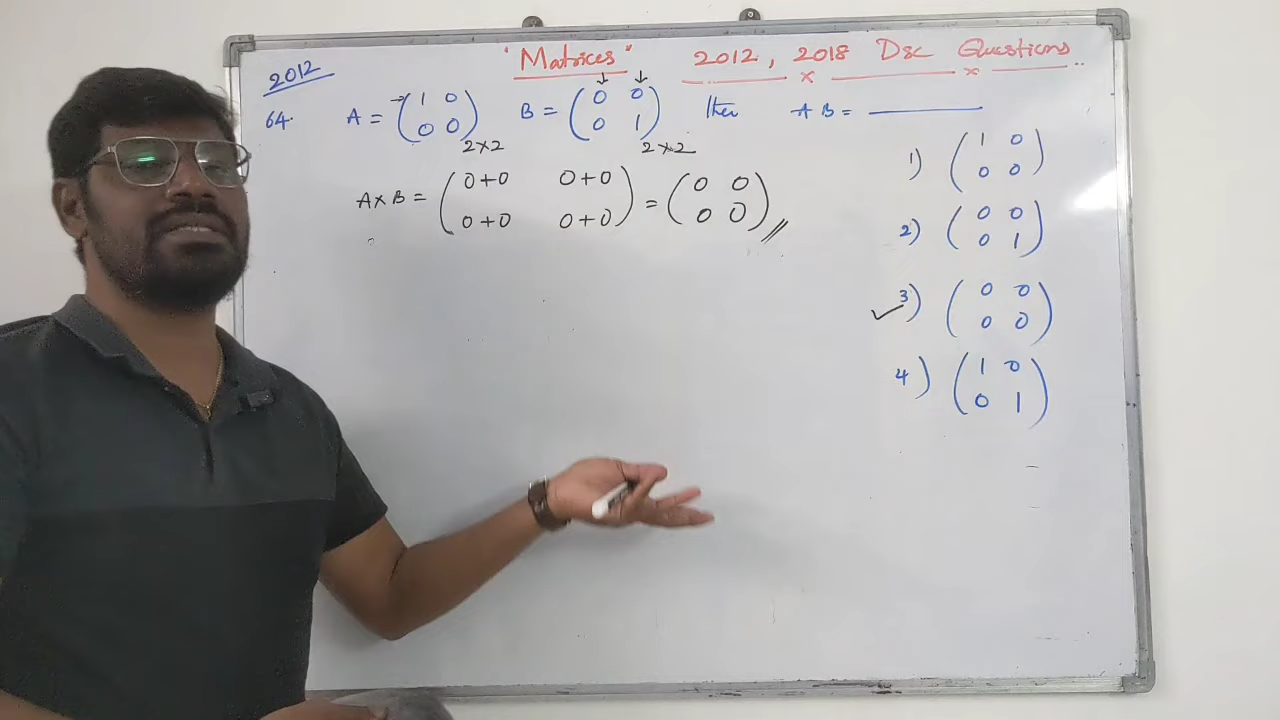 "Matrices" 2012, 2018 Dsc Questions
2012
64. A = (1 0 0 0) 2×2 B = (0 0 0 1) 2×2 then AB = ______
A×B = (0+0 0+0 0+0 0+0) = (0 0 0 0)
1) (1 0 0 0)
2) (0 0 0 1)
3) (0 0 0 0)
4) (1 0 0 1)